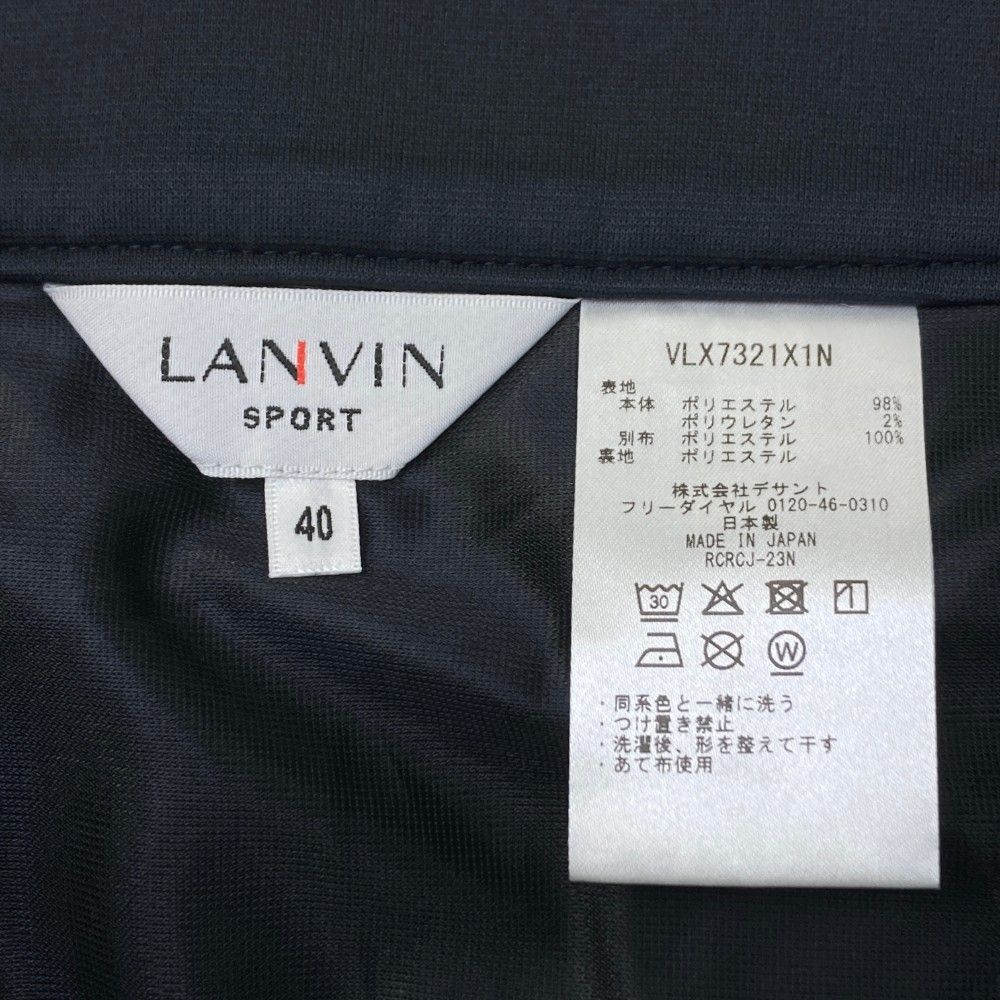 LANVIN
SPORT
40
VLX7321X1N
表地
本体 ポリエステル 98%
ポリウレタン 2%
別布 ポリエステル 100%
裏地 ポリエステル
株式会社デサント
フリーダイヤル 0120-46-0310
日本製
MADE IN JAPAN
RCRCJ-23N
30 1
W
・同系色と一緒に洗う
・つけ置き禁止
・洗濯後、形を整えて干す
・あて布使用